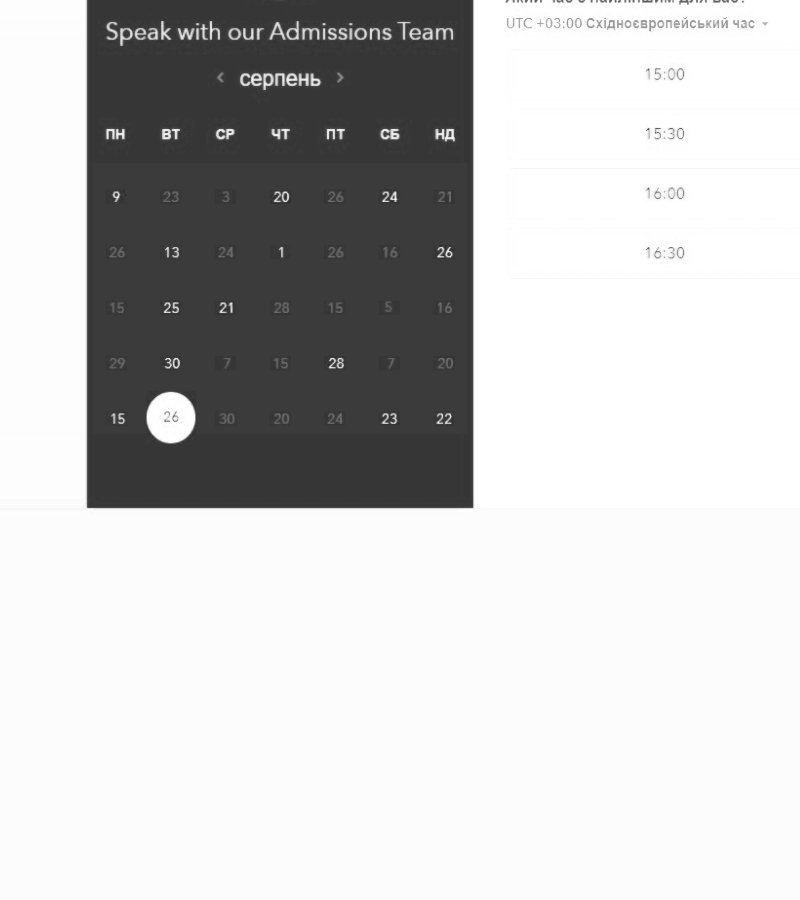 Speak with our Admissions Team
‹ серпень ›
ПН ВТ СР ЧТ ПТ СБ НД
9 23 3 20 26 24 21
26 13 24 1 26 16 26
15 25 21 28 15 5 16
29 30 7 15 28 7 20
15 26 30 20 24 23 22
UTC +03:00 Східноєвропейський час
15:00
15:30
16:00
16:30